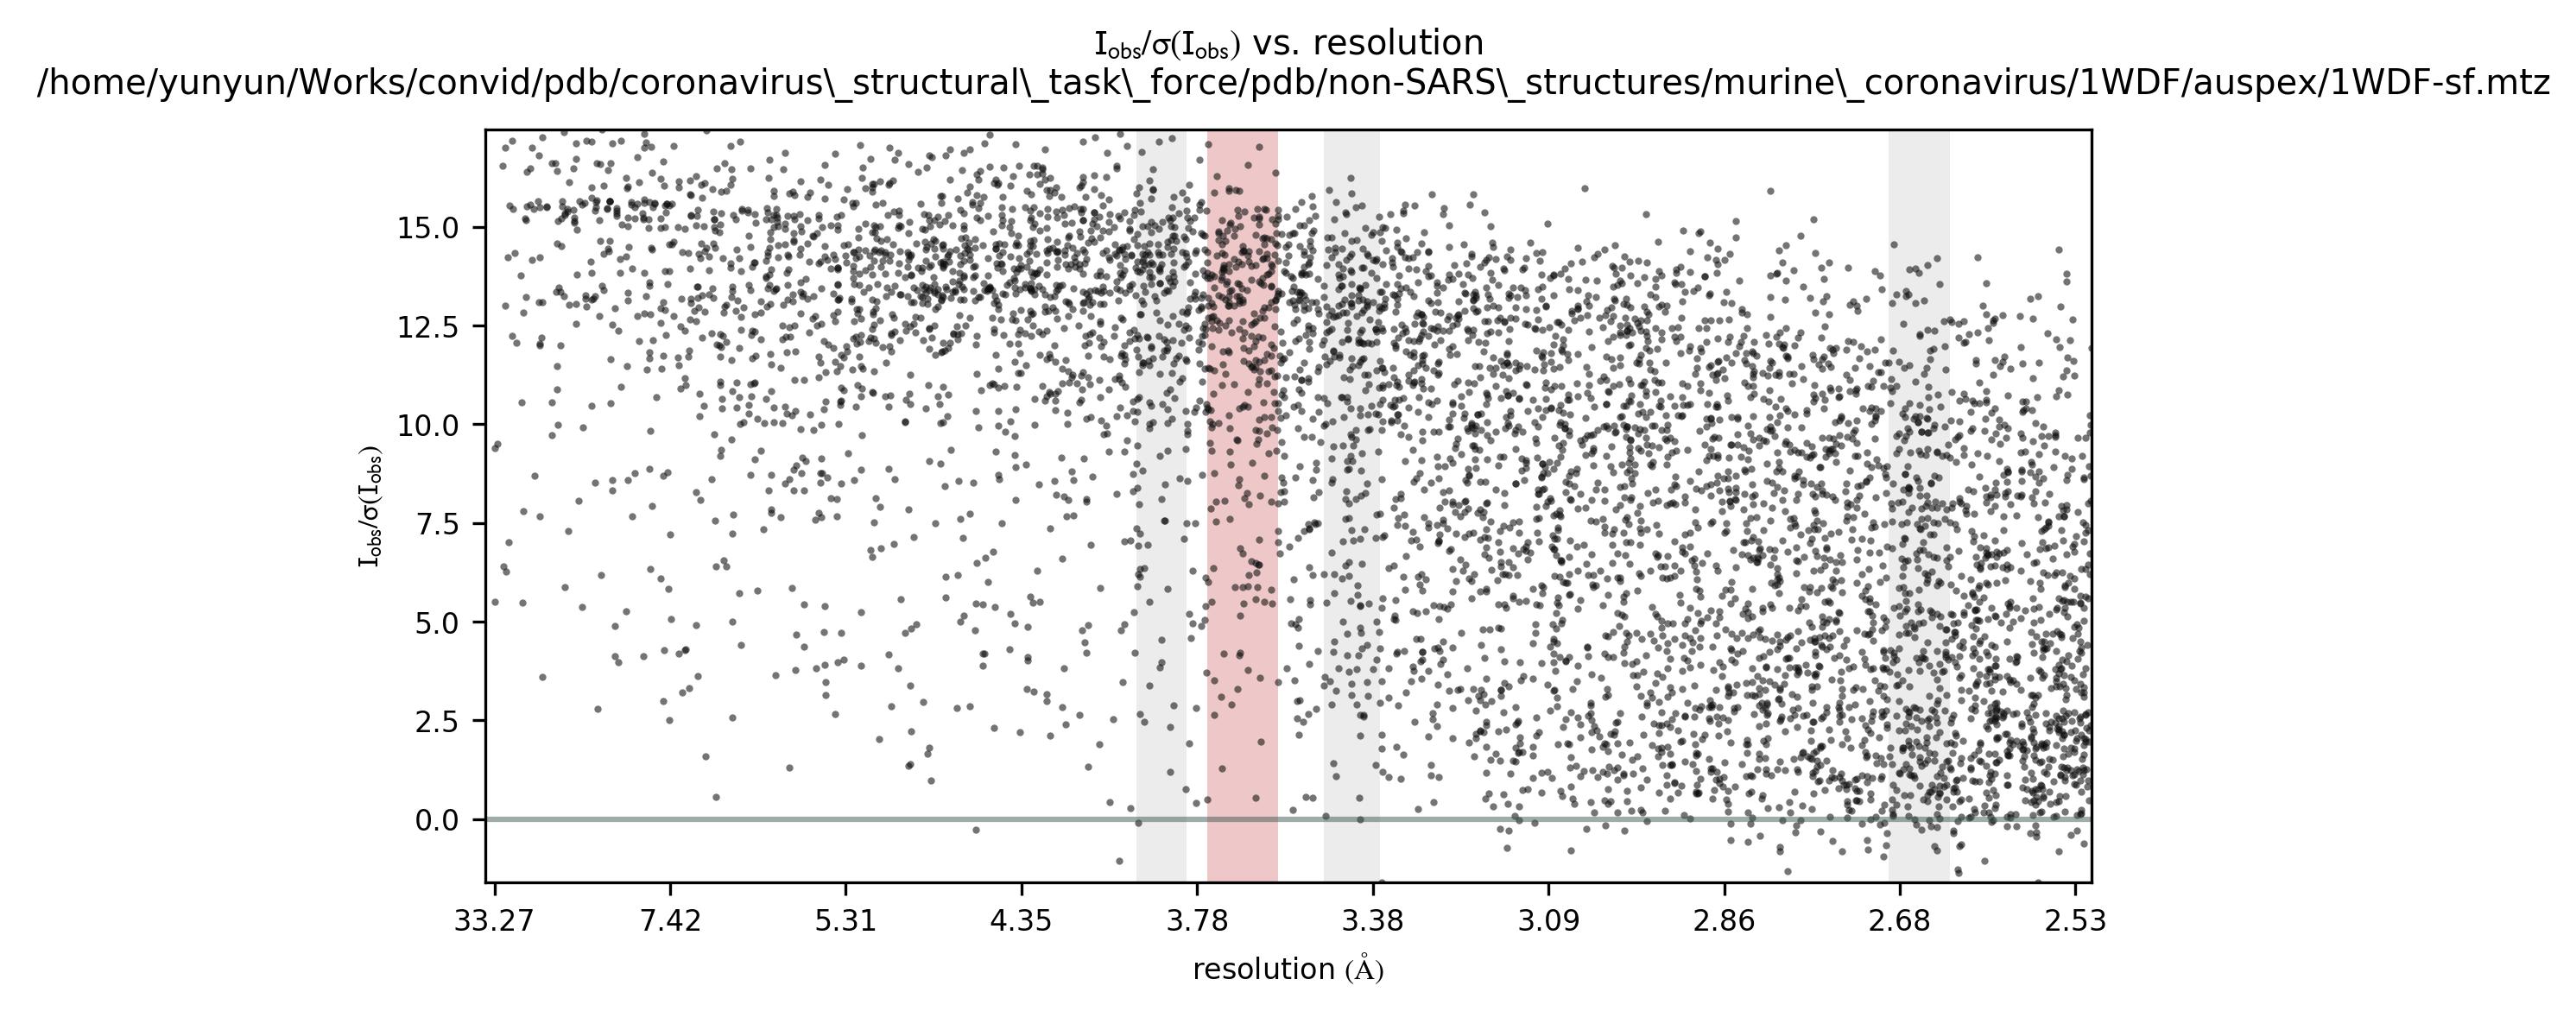 Iobs/σ(Iobs) vs. resolution
/home/yunyun/Works/convid/pdb/coronavirus\_structural\_task\_force/pdb/non-SARS\_structures/murine\_coronavirus/1WDF/auspex/1WDF-sf.mtz
Iobs/σ(Iobs)
15.0
12.5
10.0
7.5
5.0
2.5
0.0
33.27 7.42 5.31 4.35 3.78 3.38 3.09 2.86 2.68 2.53
resolution (Å)